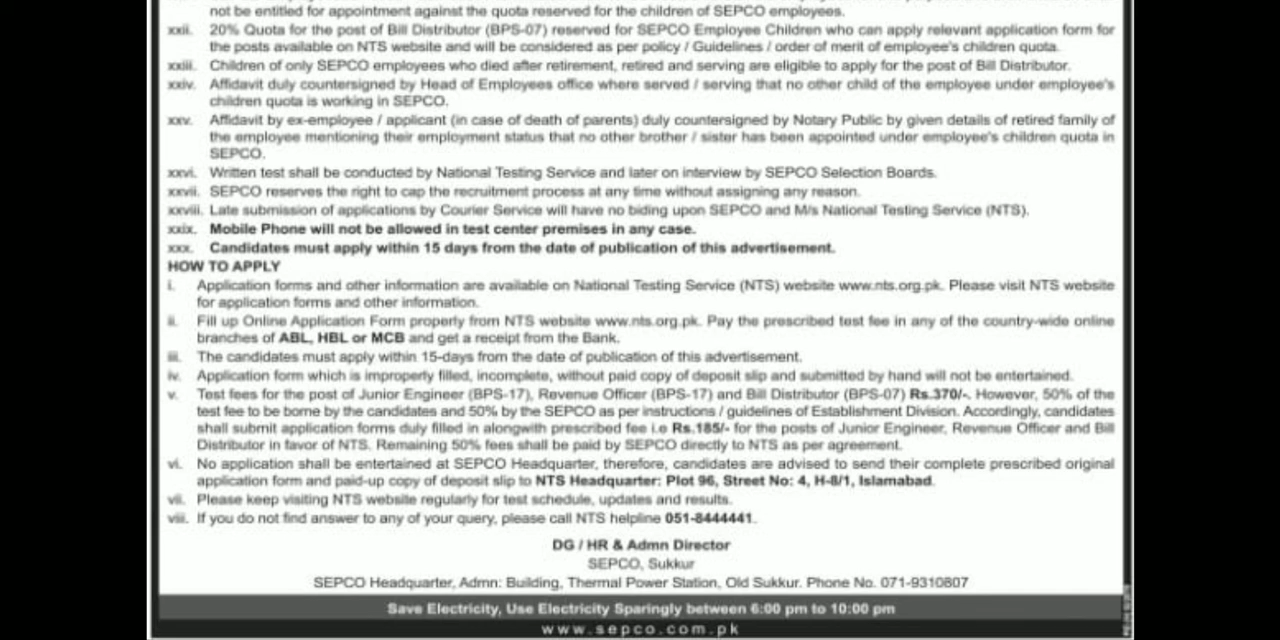 not be entitled for appointment against the quota reserved for the children of SEPCO employees.
xxii. 20% Quota for the post of Bill Distributor (BPS-07) reserved for SEPCO Employee Children who can apply relevant application form for
the posts available on NTS website and will be considered as per policy / Guidelines / order of merit of employee's children quota.
xxiii. Children of only SEPCO employees who died after retirement, retired and serving are eligible to apply for the post of Bill Distributor.
xxiv. Affidavit duly countersigned by Head of Employees office where served / serving that no other child of the employee under employee's
children quota is working in SEPCO.
xxv. Affidavit by ex-employee / applicant (in case of death of parents) duly countersigned by Notary Public by given details of retired family of
the employee mentioning their employment status that no other brother / sister has been appointed under employee's children quota in
SEPCO.
xxvi. Written test shall be conducted by National Testing Service and later on interview by SEPCO Selection Boards.
xxvii. SEPCO reserves the right to cap the recruitment process at any time without assigning any reason.
xxviii. Late submission of applications by Courier Service will have no biding upon SEPCO and M/s National Testing Service (NTS).
xxix. Mobile Phone will not be allowed in test center premises in any case.
xxx. Candidates must apply within 15 days from the date of publication of this advertisement.
HOW TO APPLY
i. Application forms and other information are available on National Testing Service (NTS) website www.nts.org.pk. Please visit NTS website
for application forms and other information.
ii. Fill up Online Application Form property from NTS website www.nts.org.pk. Pay the prescribed test fee in any of the country-wide online
branches of ABL, HBL or MCB and get a receipt from the Bank.
iii. The candidates must apply within 15-days from the date of publication of this advertisement.
iv. Application form which is improperly filled, incomplete, without paid copy of deposit slip and submitted by hand will not be entertained.
v. Test fees for the post of Junior Engineer (BPS-17), Revenue Officer (BPS-17) and Bill Distributor (BPS-07) Rs.370/-. However, 50% of the
test fee to be borne by the candidates and 50% by the SEPCO as per instructions / guidelines of Establishment Division. Accordingly, candidates
shall submit application forms duly filled in alongwith prescribed fee i.e Rs.185/- for the posts of Junior Engineer, Revenue Officer and Bill
Distributor in favor of NTS. Remaining 50% fees shall be paid by SEPCO directly to NTS as per agreement.
vi. No application shall be entertained at SEPCO Headquarter, therefore, candidates are advised to send their complete prescribed original
application form and paid-up copy of deposit slip to NTS Headquarter: Plot 96, Street No: 4, H-8/1, Islamabad.
vii. Please keep visiting NTS website regularly for test schedule, updates and results.
viii. If you do not find answer to any of your query, please call NTS helpline 051-8444441.
DG / HR & Admn Director
SEPCO, Sukkur
SEPCO Headquarter, Admn: Building, Thermal Power Station, Old Sukkur. Phone No. 071-9310807
Save Electricity, Use Electricity Sparingly between 6:00 pm to 10:00 pm
www.sepco.com.pk